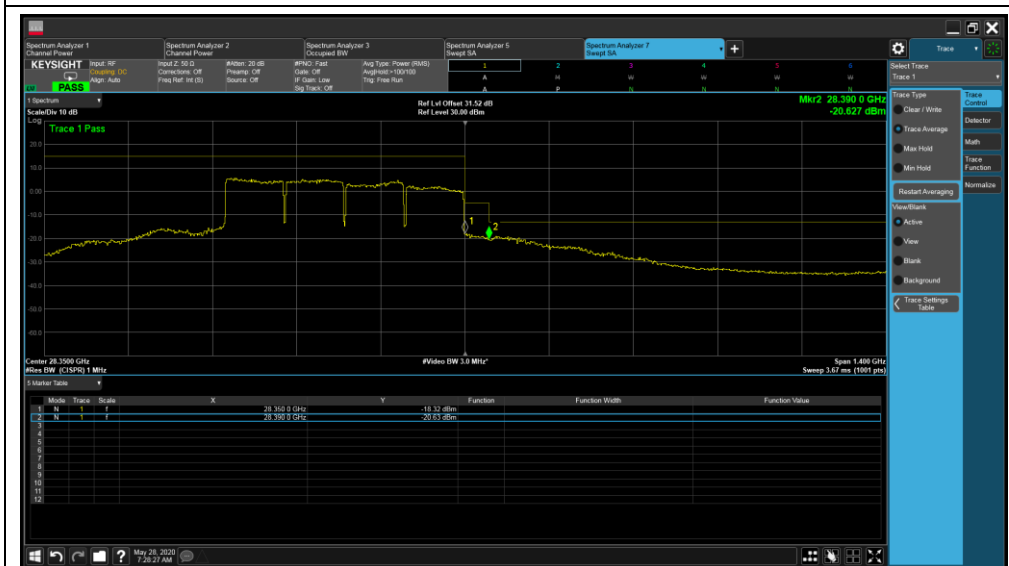 Spectrum Analyzer 1
Channel Power
Spectrum Analyzer 2
Channel Power
Spectrum Analyzer 3
Occupied BW
Spectrum Analyzer 5
Swept SA
Spectrum Analyzer 7
Swept SA
+
Trace
KEYSIGHT
PASS
Input: RF
Coupling: DC
Align: Auto
Input Z: 50 Ω
Corrections: Off
Freq Ref: Int (S)
#Atten: 20 dB
Preamp: Off
Source: Off
#PNO: Fast
Gate: Off
IF Gain: Low
Sig Track: Off
Avg Type: Power (RMS)
Avg|Hold:>100/100
Trig: Free Run
1 2 3 4 5 6
A W W W W W
A P N N N N
Select Trace
Trace 1
1 Spectrum
Scale/Div 10 dB
Log
Ref Lvl Offset 31.52 dB
Ref Level 30.00 dBm
Mkr2 28.390 0 GHz
-20.627 dBm
Trace 1 Pass
20.0
10.0
0.00
-10.0
-20.0
-30.0
-40.0
-50.0
-60.0
1
2
Center 28.3500 GHz
#Res BW (CISPR) 1 MHz
#Video BW 3.0 MHz*
Span 1.400 GHz
Sweep 3.67 ms (1001 pts)
5 Marker Table
Mode Trace Scale X Y Function Function Width Function Value
1 N 1 f 28.350 0 GHz -18.32 dBm
2 N 1 f 28.390 0 GHz -20.63 dBm
3
4
5
6
7
8
9
10
11
12
Trace Type
Clear / Write
Trace Average
Max Hold
Min Hold
Restart Averaging
View/Blank
Active
View
Blank
Background
Trace Settings
Table
Trace
Control
Detector
Math
Trace
Function
Normalize
?
May 28, 2020
7:28:27 AM